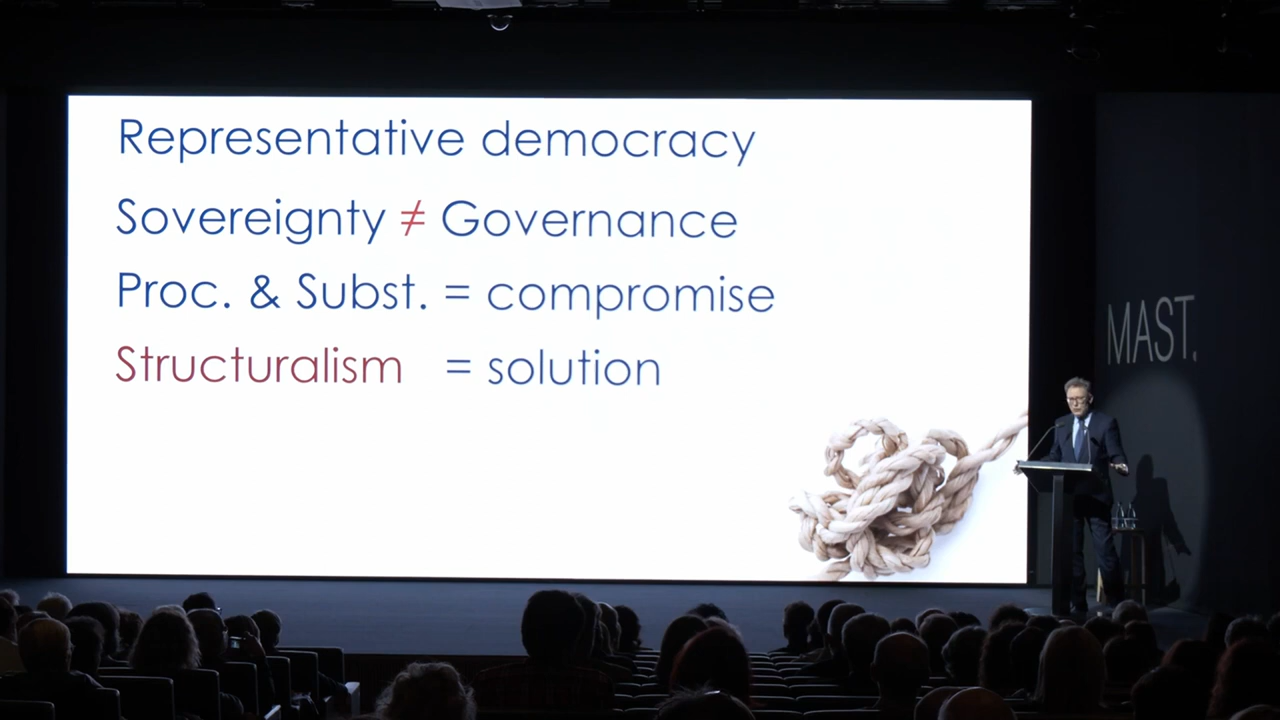 Representative democracy
Sovereignty ≠ Governance
Proc. & Subst. = compromise
Structuralism = solution
MAST.